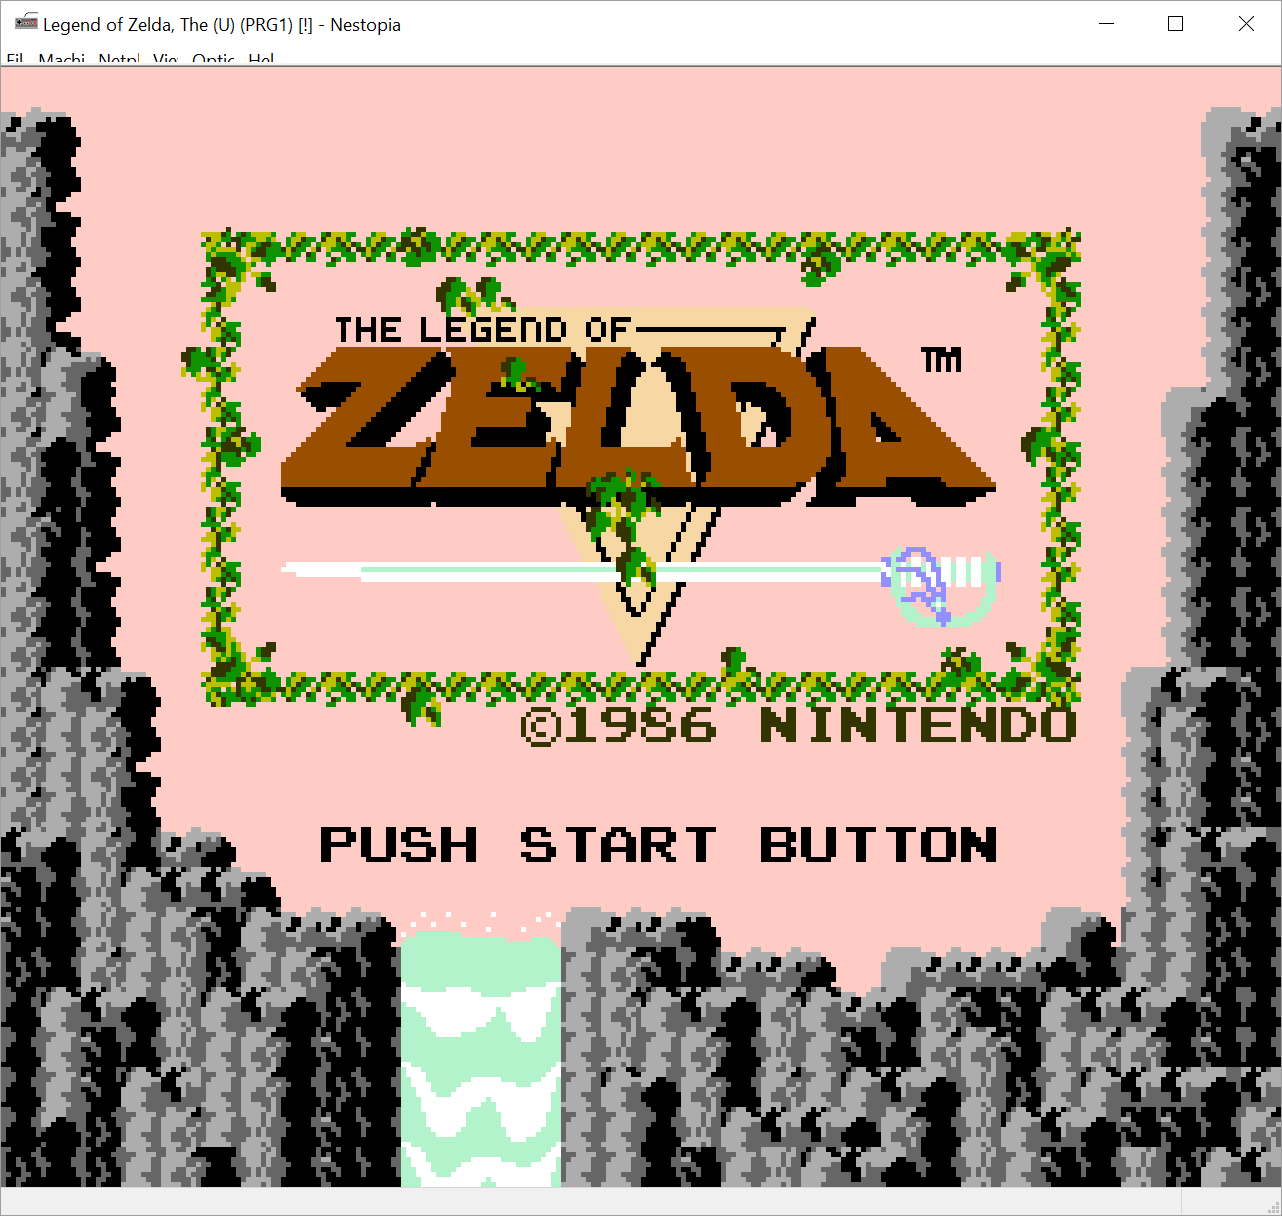 Legend of Zelda, The (U) (PRG1) [!] - Nestopia
Fil Machi Netpl Vie Optic Hel
THE LEGEND OF
ZELDA TM
©1986 NINTENDO
PUSH START BUTTON